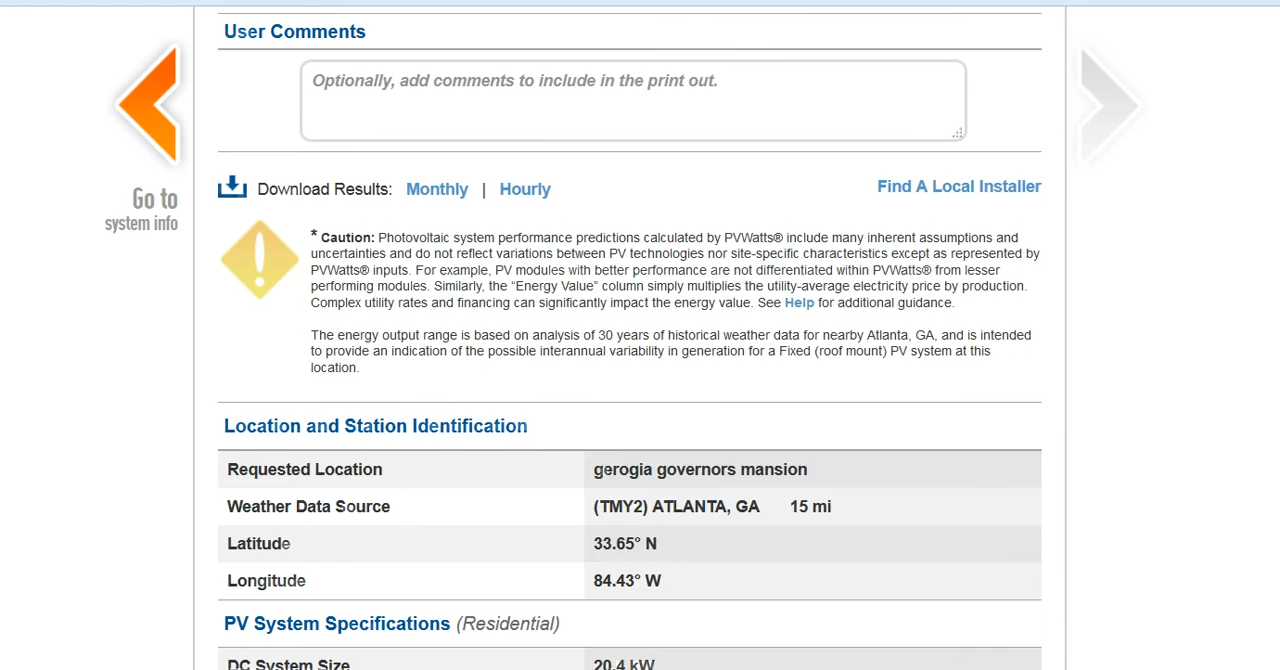 User Comments
Optionally, add comments to include in the print out.
Go to
system info
Download Results: Monthly | Hourly
Find A Local Installer
* Caution: Photovoltaic system performance predictions calculated by PVWatts® include many inherent assumptions and
uncertainties and do not reflect variations between PV technologies nor site-specific characteristics except as represented by
PVWatts® inputs. For example, PV modules with better performance are not differentiated within PVWatts® from lesser
performing modules. Similarly, the “Energy Value” column simply multiplies the utility-average electricity price by production.
Complex utility rates and financing can significantly impact the energy value. See Help for additional guidance.
The energy output range is based on analysis of 30 years of historical weather data for nearby Atlanta, GA, and is intended
to provide an indication of the possible interannual variability in generation for a Fixed (roof mount) PV system at this
location.
Location and Station Identification
Requested Location gerogia governors mansion
Weather Data Source (TMY2) ATLANTA, GA 15 mi
Latitude 33.65° N
Longitude 84.43° W
PV System Specifications (Residential)
DC System Size 20.4 kW